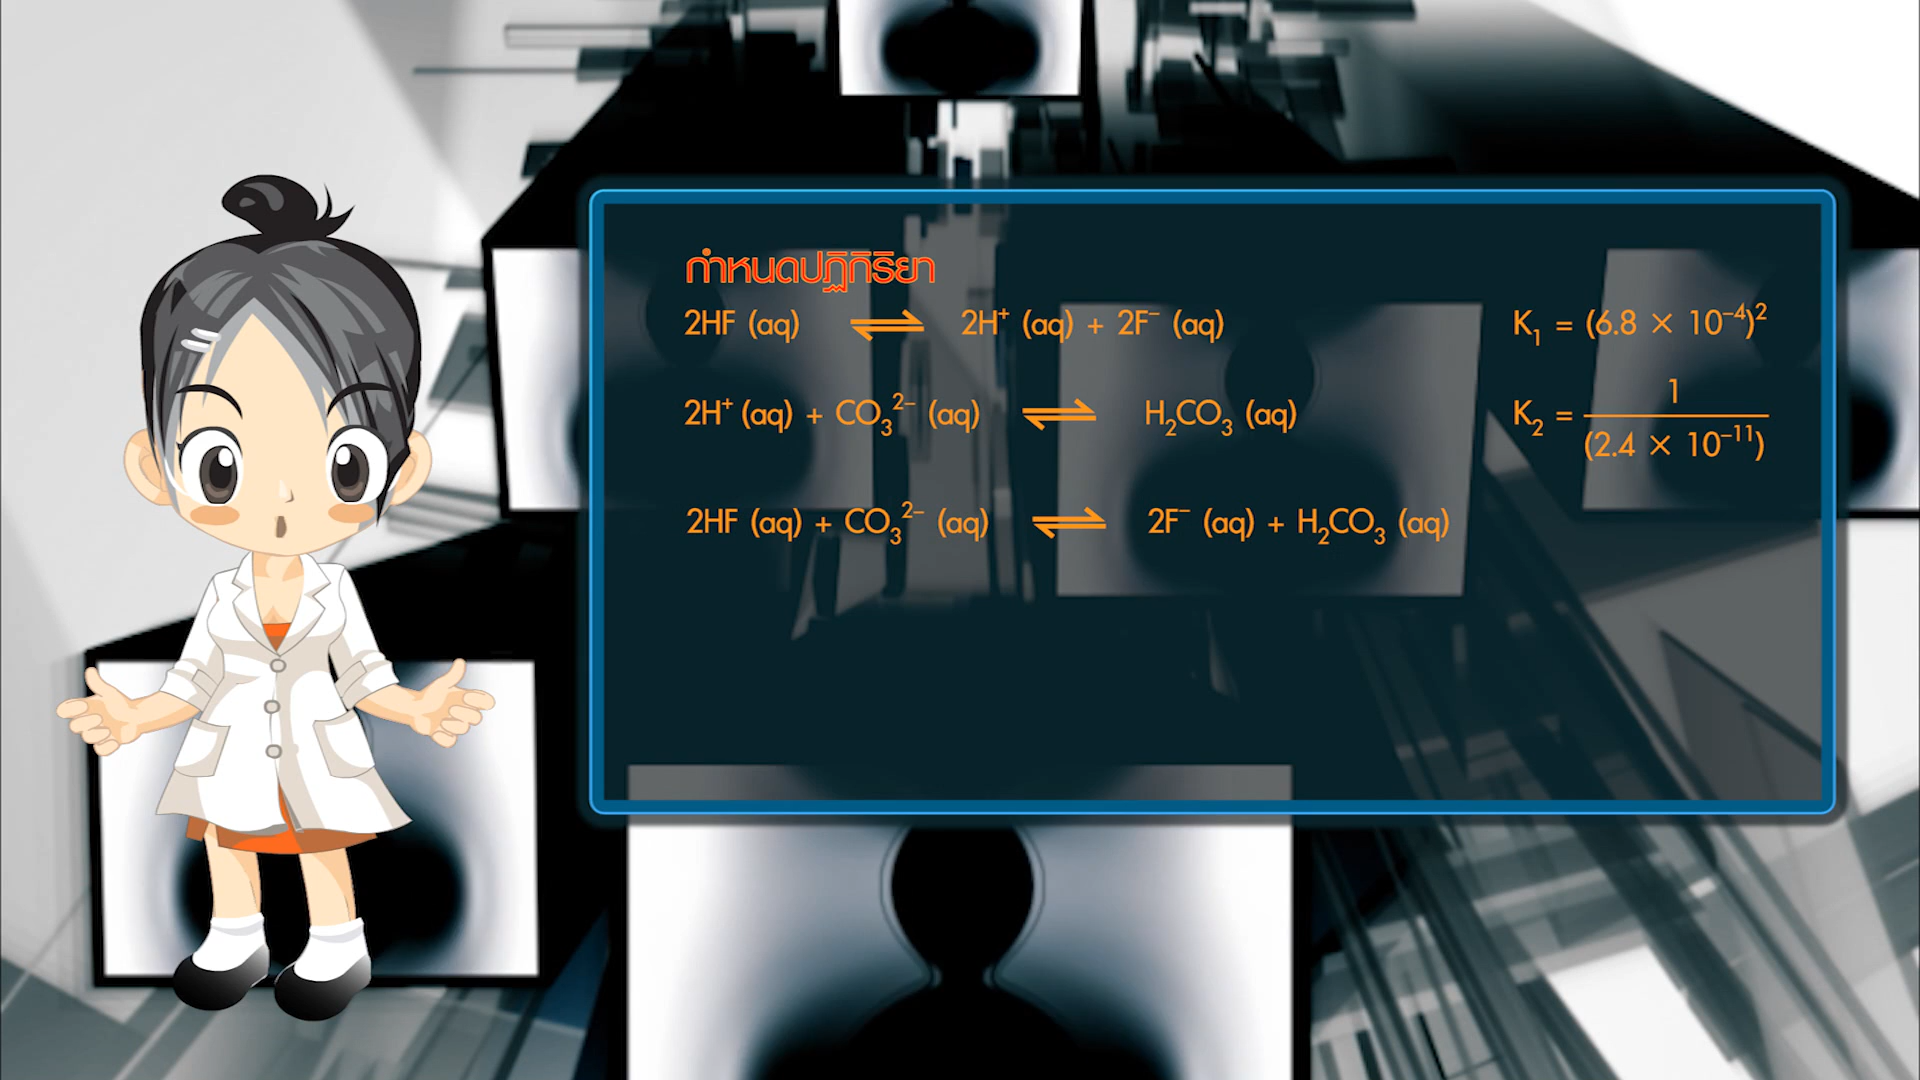 กำหนดปฏิกิริยา
2HF (aq) ⇌ 2H⁺ (aq) + 2F⁻ (aq) K₁ = (6.8 × 10⁻⁴)²
2H⁺ (aq) + CO₃²⁻ (aq) ⇌ H₂CO₃ (aq) K₂ = 1 / (2.4 × 10⁻¹¹)
2HF (aq) + CO₃²⁻ (aq) ⇌ 2F⁻ (aq) + H₂CO₃ (aq)